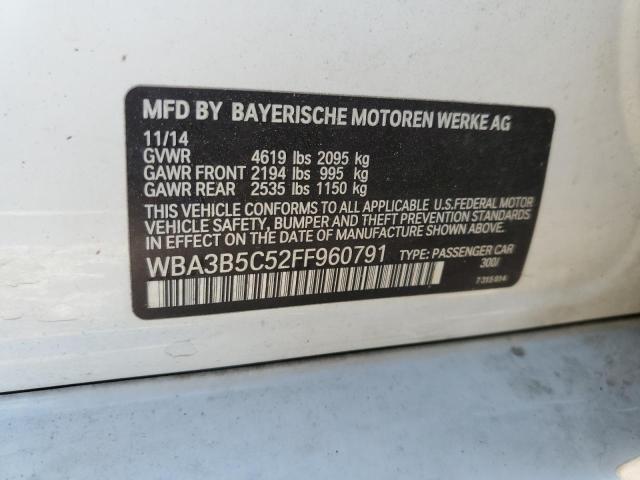 MFD BY BAYERISCHE MOTOREN WERKE AG
11/14
GVWR 4619 lbs 2095 kg
GAWR FRONT 2194 lbs 995 kg
GAWR REAR 2535 lbs 1150 kg
THIS VEHICLE CONFORMS TO ALL APPLICABLE U.S.FEDERAL MOTOR
VEHICLE SAFETY, BUMPER AND THEFT PREVENTION STANDARDS
IN EFFECT ON THE DATE OF MANUFACTURE SHOWN ABOVE.
WBA3B5C52FF960791 TYPE: PASSENGER CAR
300/